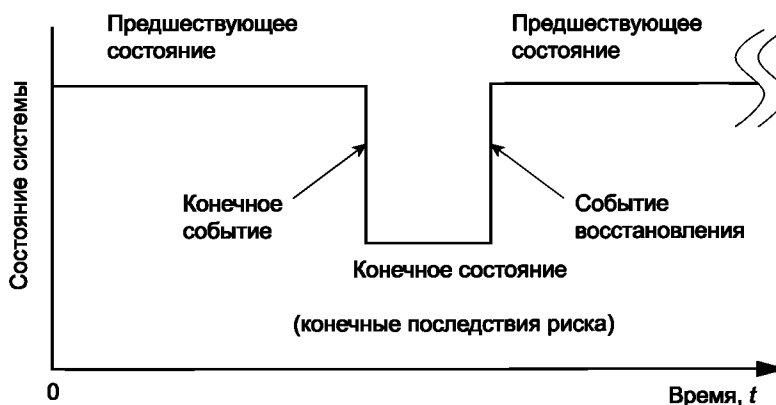 Предшествующее
состояние
Предшествующее
состояние
Состояние системы
Конечное
событие
Событие
восстановления
Конечное состояние
(конечные последствия риска)
0
Время, t